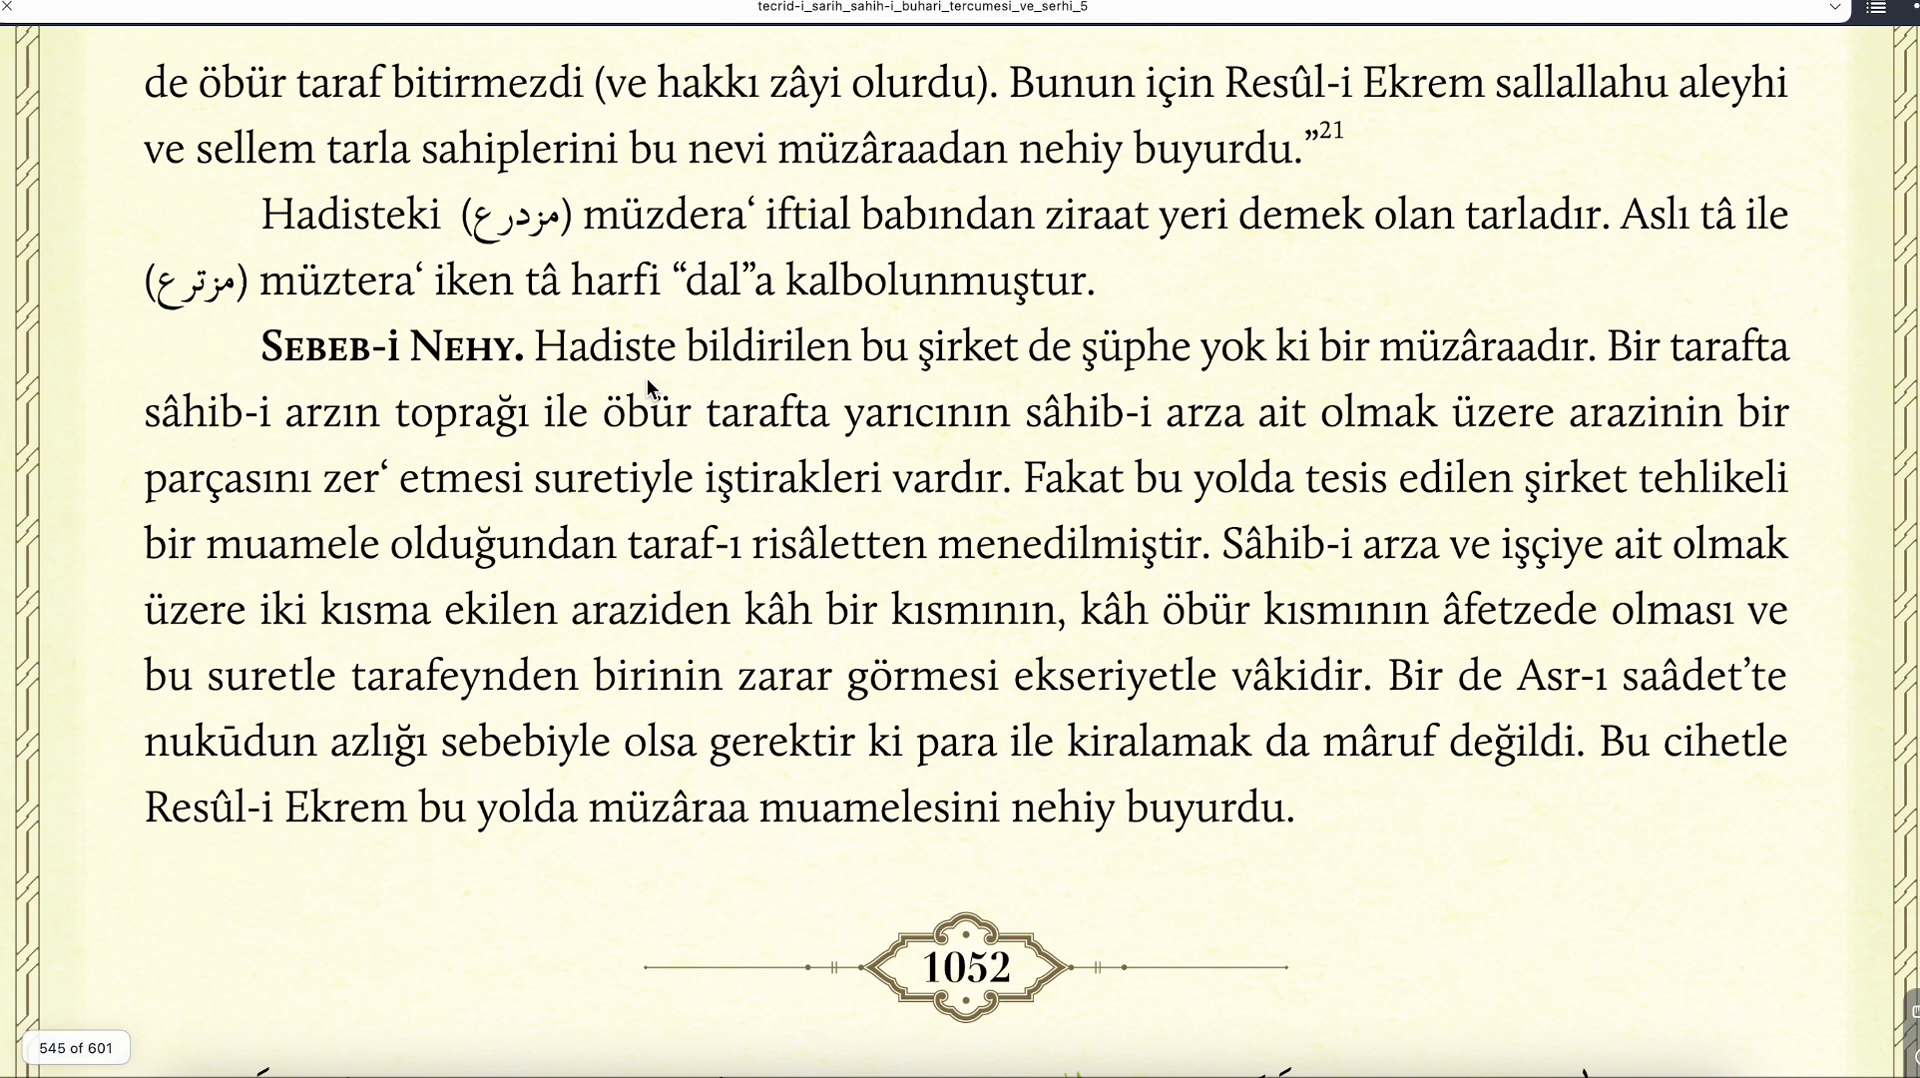 tecrid-i_sarih_sahih-i_buhari_tercumesi_ve_serhi_5
de öbür taraf bitirmezdi (ve hakkı zâyi olurdu). Bunun için Resûl-i Ekrem sallallahu aleyhi
ve sellem tarla sahiplerini bu nevi müzâraadan nehiy buyurdu.”21
Hadisteki (مزدرع) müzdera‘ iftial babından ziraat yeri demek olan tarladır. Aslı tâ ile
(مزترع) müztera‘ iken tâ harfi “dal”a kalbolunmuştur.
Sebeb-i Nehy. Hadiste bildirilen bu şirket de şüphe yok ki bir müzâraadır. Bir tarafta
sâhib-i arzın toprağı ile öbür tarafta yarıcının sâhib-i arza ait olmak üzere arazinin bir
parçasını zer‘ etmesi suretiyle iştirakleri vardır. Fakat bu yolda tesis edilen şirket tehlikeli
bir muamele olduğundan taraf-ı risâletten menedilmiştir. Sâhib-i arza ve işçiye ait olmak
üzere iki kısma ekilen araziden kâh bir kısmının, kâh öbür kısmının âfetzede olması ve
bu suretle tarafeynden birinin zarar görmesi ekseriyetle vâkidir. Bir de Asr-ı saâdet’te
nukūdun azlığı sebebiyle olsa gerektir ki para ile kiralamak da mâruf değildi. Bu cihetle
Resûl-i Ekrem bu yolda müzâraa muamelesini nehiy buyurdu.
1052
545 of 601